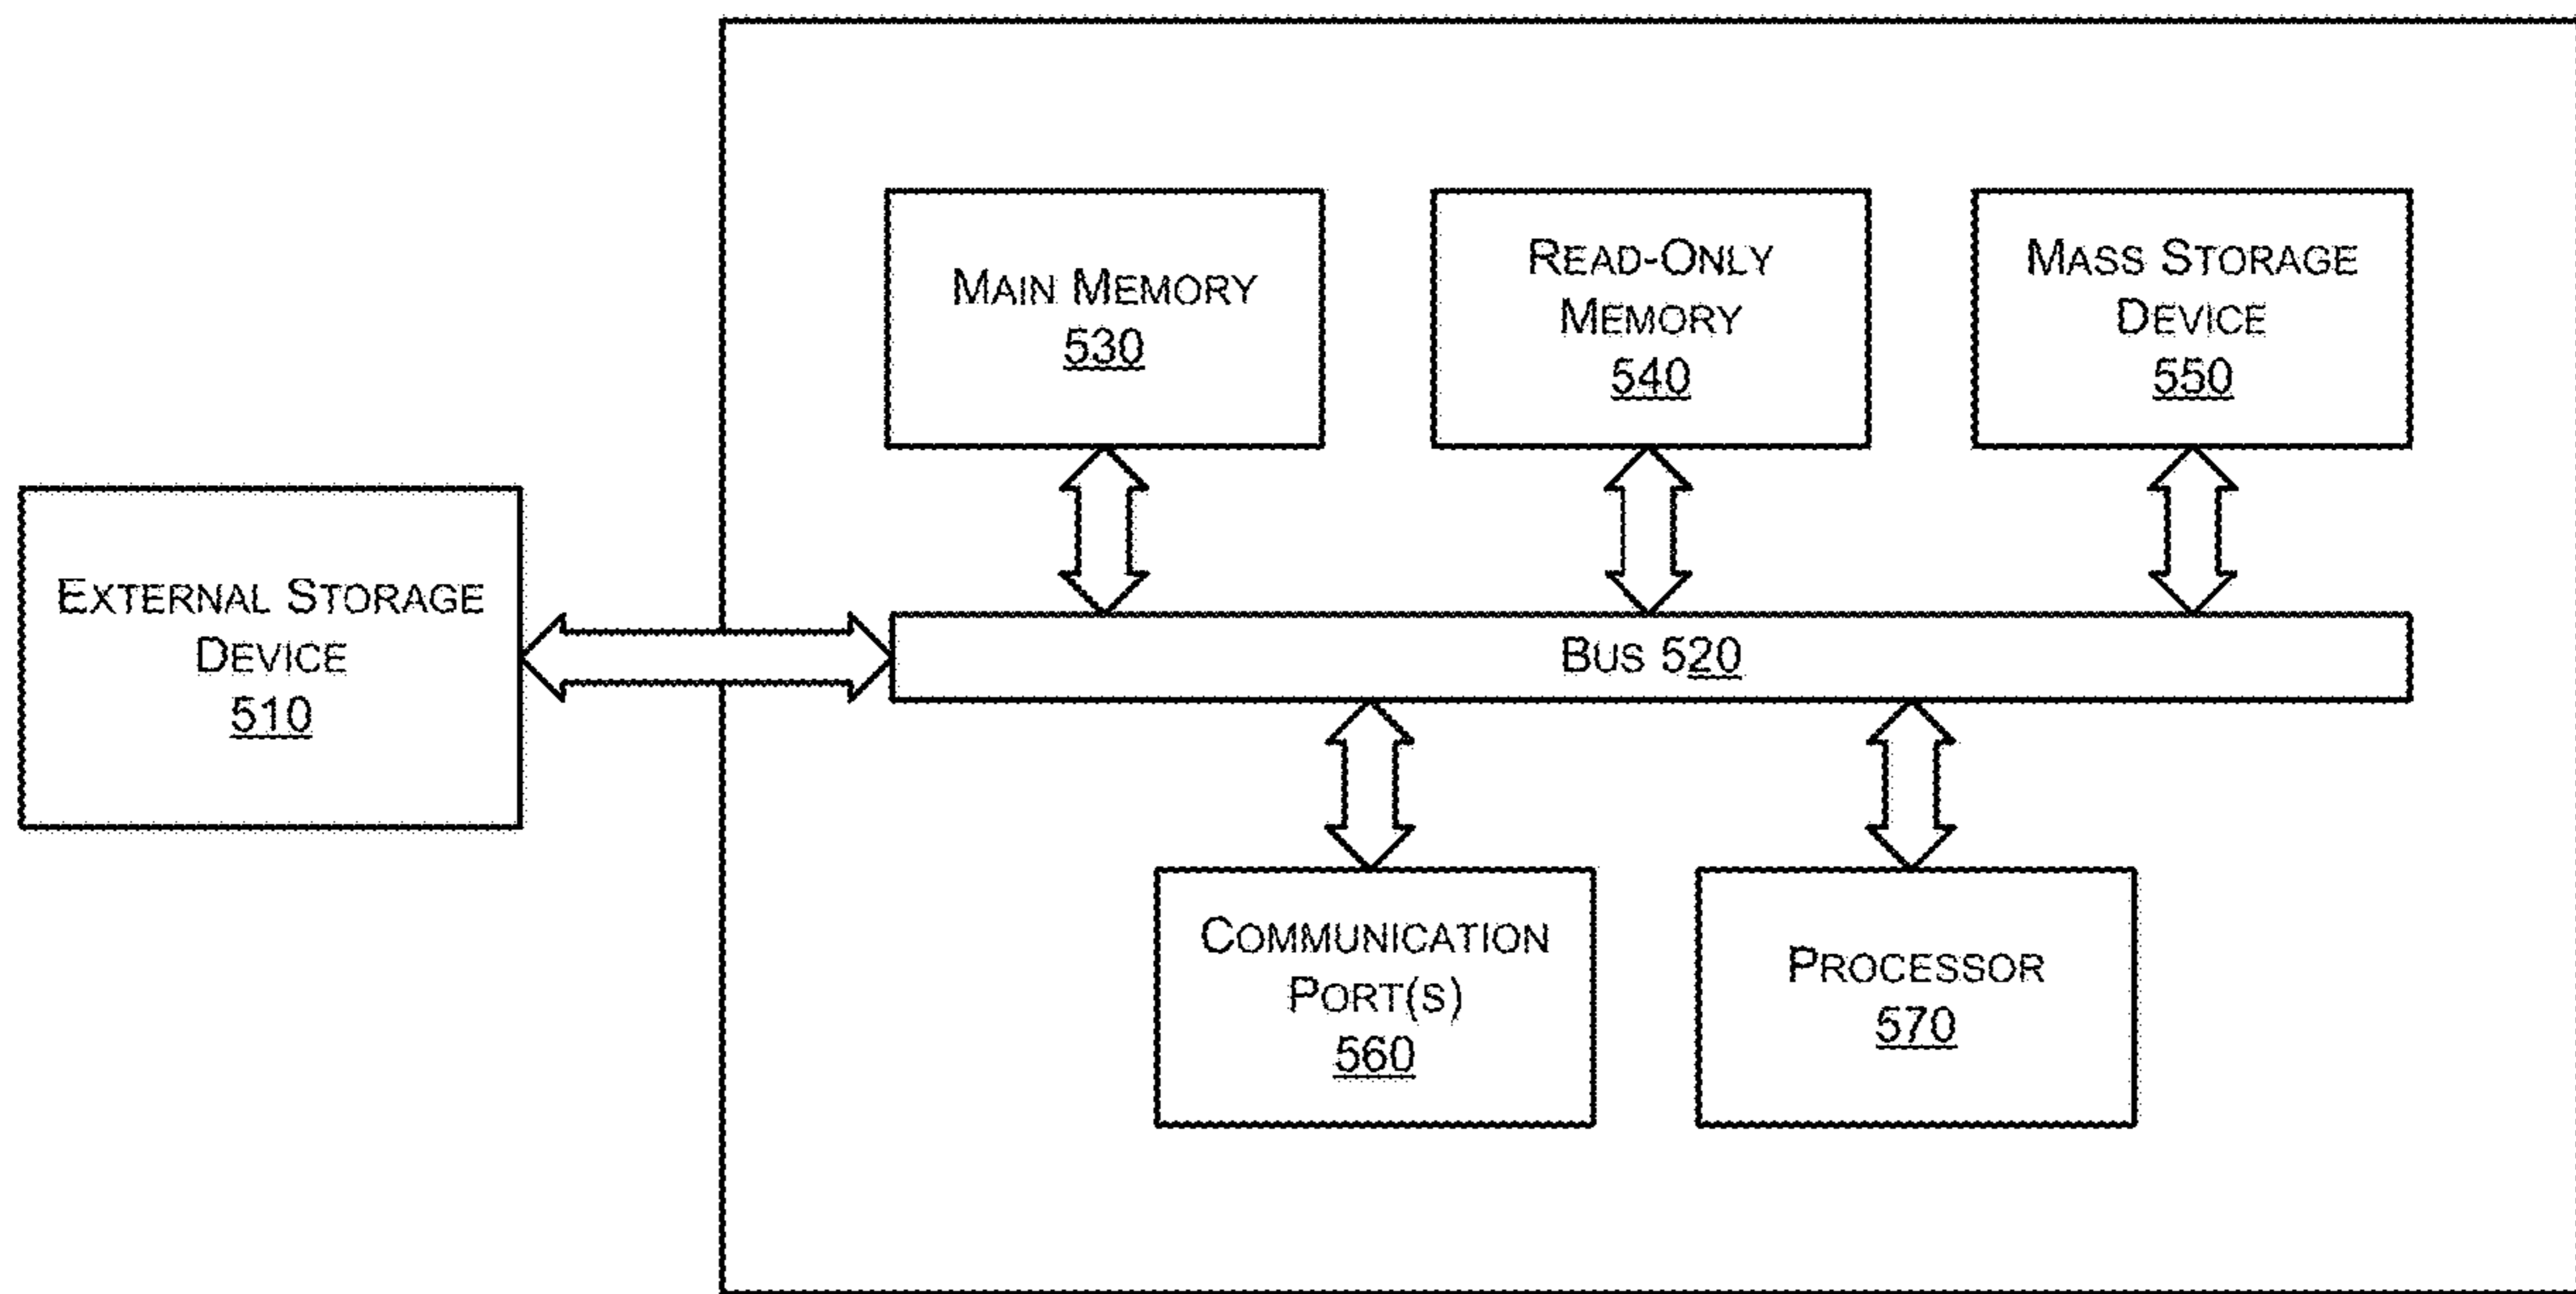 MAIN MEMORY
530
READ-ONLY
MEMORY
540
MASS STORAGE
DEVICE
550
EXTERNAL STORAGE
DEVICE
510
BUS 520
COMMUNICATION
PORT(S)
560
PROCESSOR
570